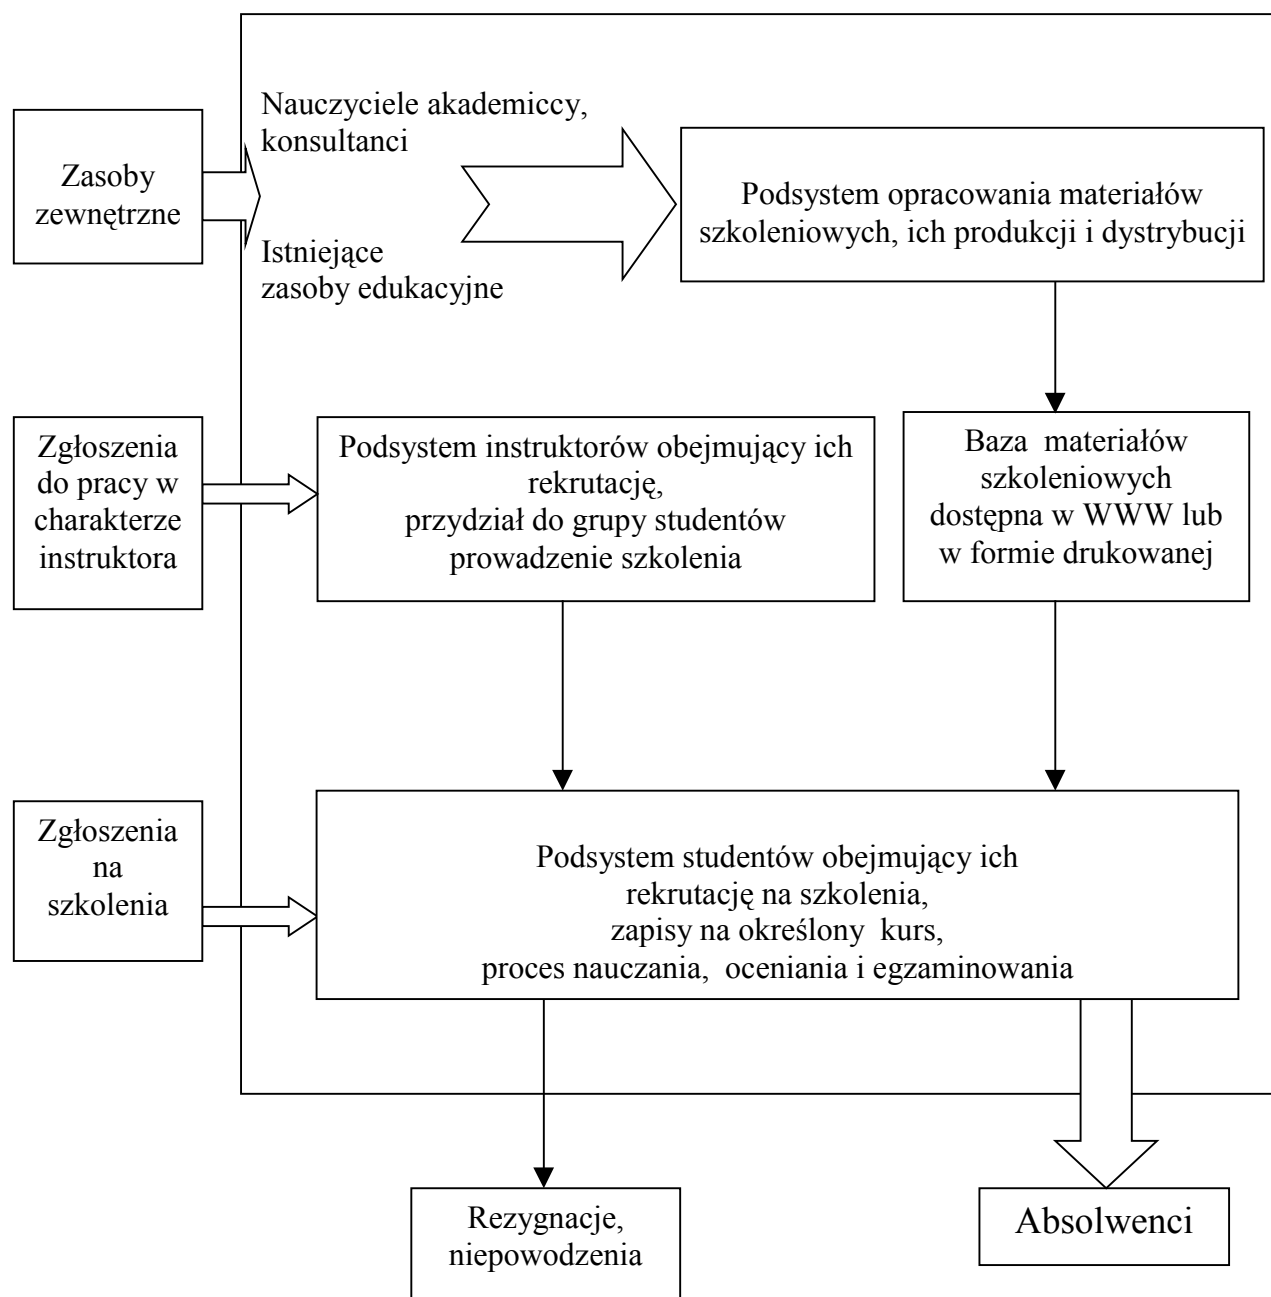 Nauczyciele akademiccy,
konsultanci
Zasoby
zewnętrzne
Istniejące
zasoby edukacyjne
Podsystem opracowania materiałów
szkoleniowych, ich produkcji i dystrybucji
Zgłoszenia
do pracy w
charakterze
instruktora
Podsystem instruktorów obejmujący ich
rekrutację,
przydział do grupy studentów
prowadzenie szkolenia
Baza materiałów
szkoleniowych
dostępna w WWW lub
w formie drukowanej
Zgłoszenia
na
szkolenia
Podsystem studentów obejmujący ich
rekrutację na szkolenia,
zapisy na określony kurs,
proces nauczania, oceniania i egzaminowania
Rezygnacje,
niepowodzenia
Absolwenci